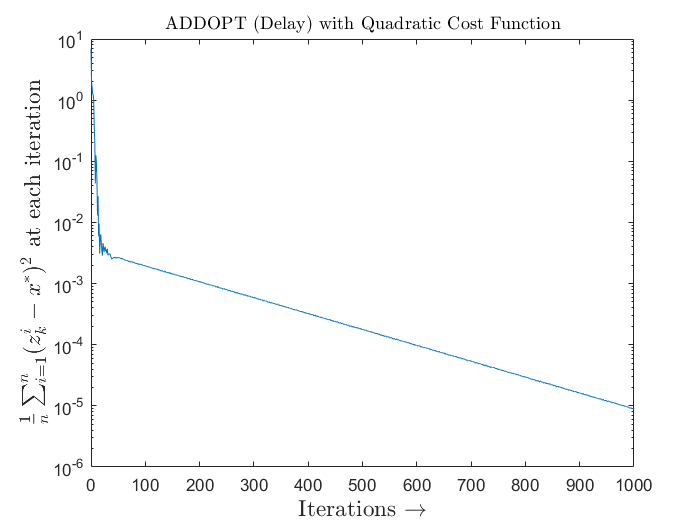 ADDOPT (Delay) with Quadratic Cost Function
10^1
10^0
10^-1
10^-2
10^-3
10^-4
10^-5
10^-6
\frac{1}{n} \sum_{i=1}^{n} (z_k^i - x^*)^2 at each iteration
0 100 200 300 400 500 600 700 800 900 1000
Iterations →